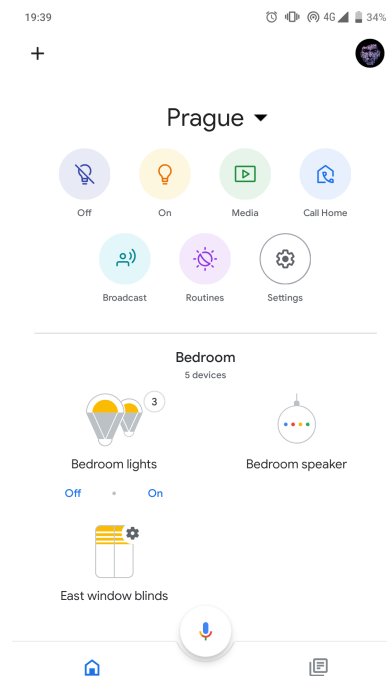 19:39 4G 34%
Prague
Off On Media Call Home
Broadcast Routines Settings
Bedroom
5 devices
3
Bedroom lights Bedroom speaker
Off • On
East window blinds